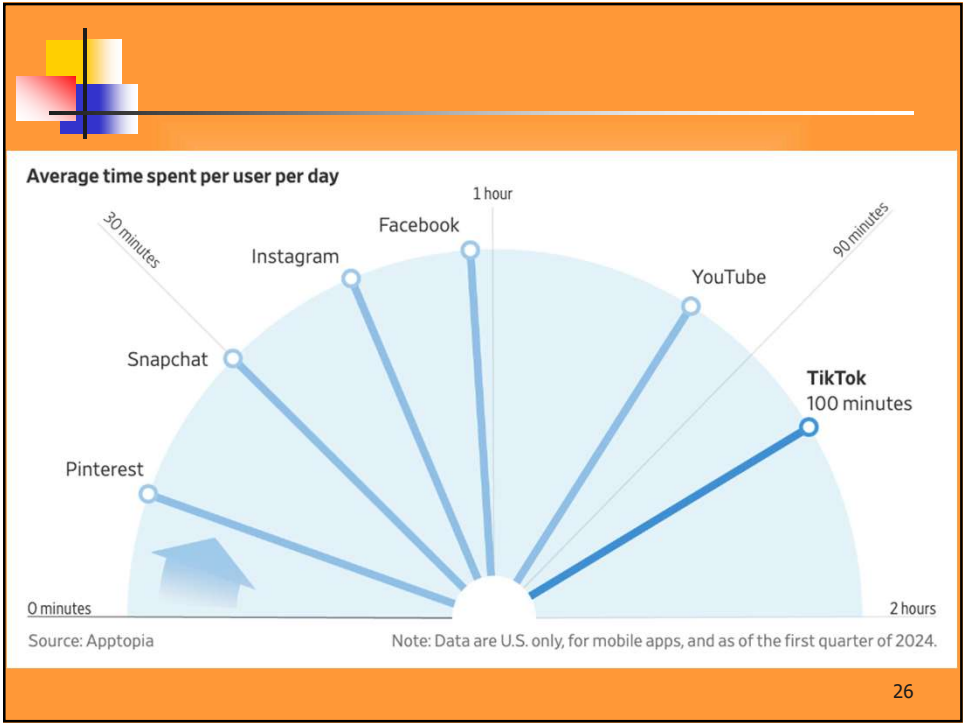 Average time spent per user per day
1 hour
30 minutes
90 minutes
Facebook
Instagram
YouTube
Snapchat
TikTok
100 minutes
Pinterest
0 minutes
2 hours
Source: Apptopia
Note: Data are U.S. only, for mobile apps, and as of the first quarter of 2024.
26